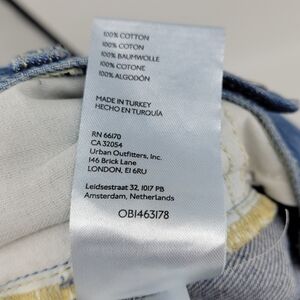 100% COTTON
100% COTON
100% BAUMWOLLE
100% COTONE
100% ALGODÓN
MADE IN TURKEY
HECHO EN TURQUÍA
RN 66170
CA 32054
Urban Outfitters, Inc.
146 Brick Lane
LONDON, E1 6RU
Leidsestraat 32, 1017 PB
Amsterdam, Netherlands
OB1463178